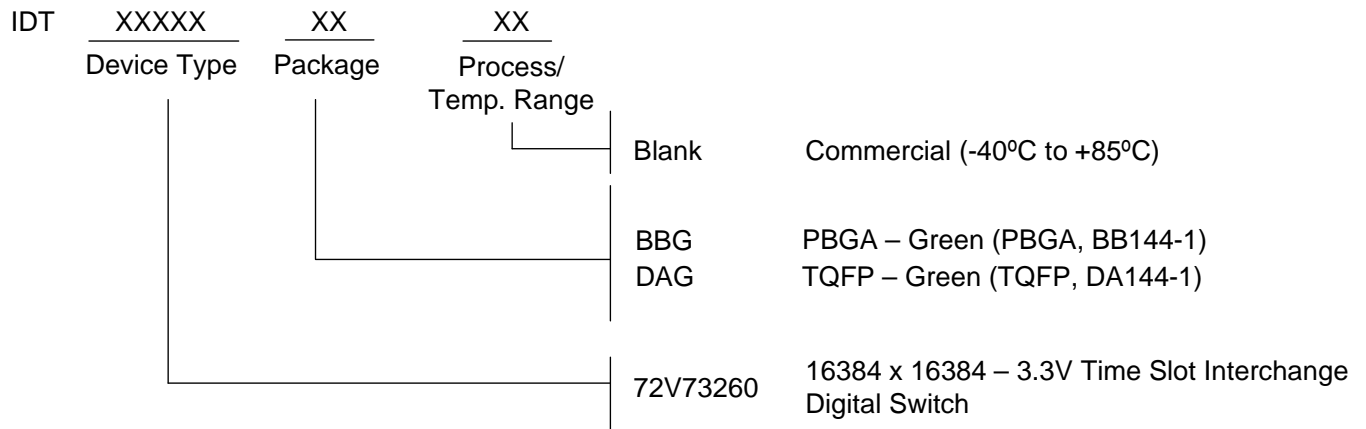 IDT XXXXX XX XX
Device Type Package Process/
Temp. Range
Blank Commercial (-40ºC to +85ºC)
BBG PBGA – Green (PBGA, BB144-1)
DAG TQFP – Green (TQFP, DA144-1)
72V73260 16384 x 16384 – 3.3V Time Slot Interchange
Digital Switch